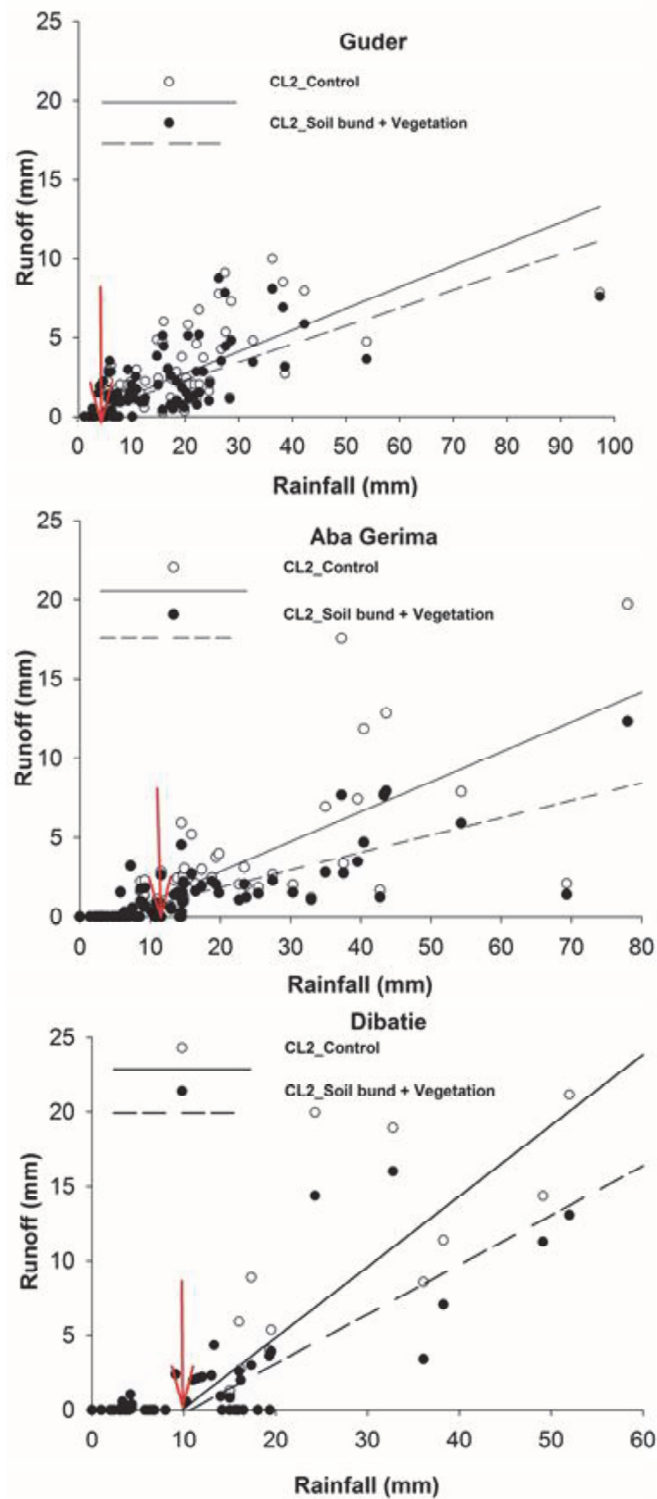 Guder
CL2_Control
CL2_Soil bund + Vegetation
25
20
15
10
5
0
Runoff (mm)
0 10 20 30 40 50 60 70 80 90 100
Rainfall (mm)
Aba Gerima
CL2_Control
CL2_Soil bund + Vegetation
25
20
15
10
5
0
Runoff (mm)
0 10 20 30 40 50 60 70 80
Rainfall (mm)
Dibatie
CL2_Control
CL2_Soil bund + Vegetation
25
20
15
10
5
0
Runoff (mm)
0 10 20 30 40 50 60
Rainfall (mm)